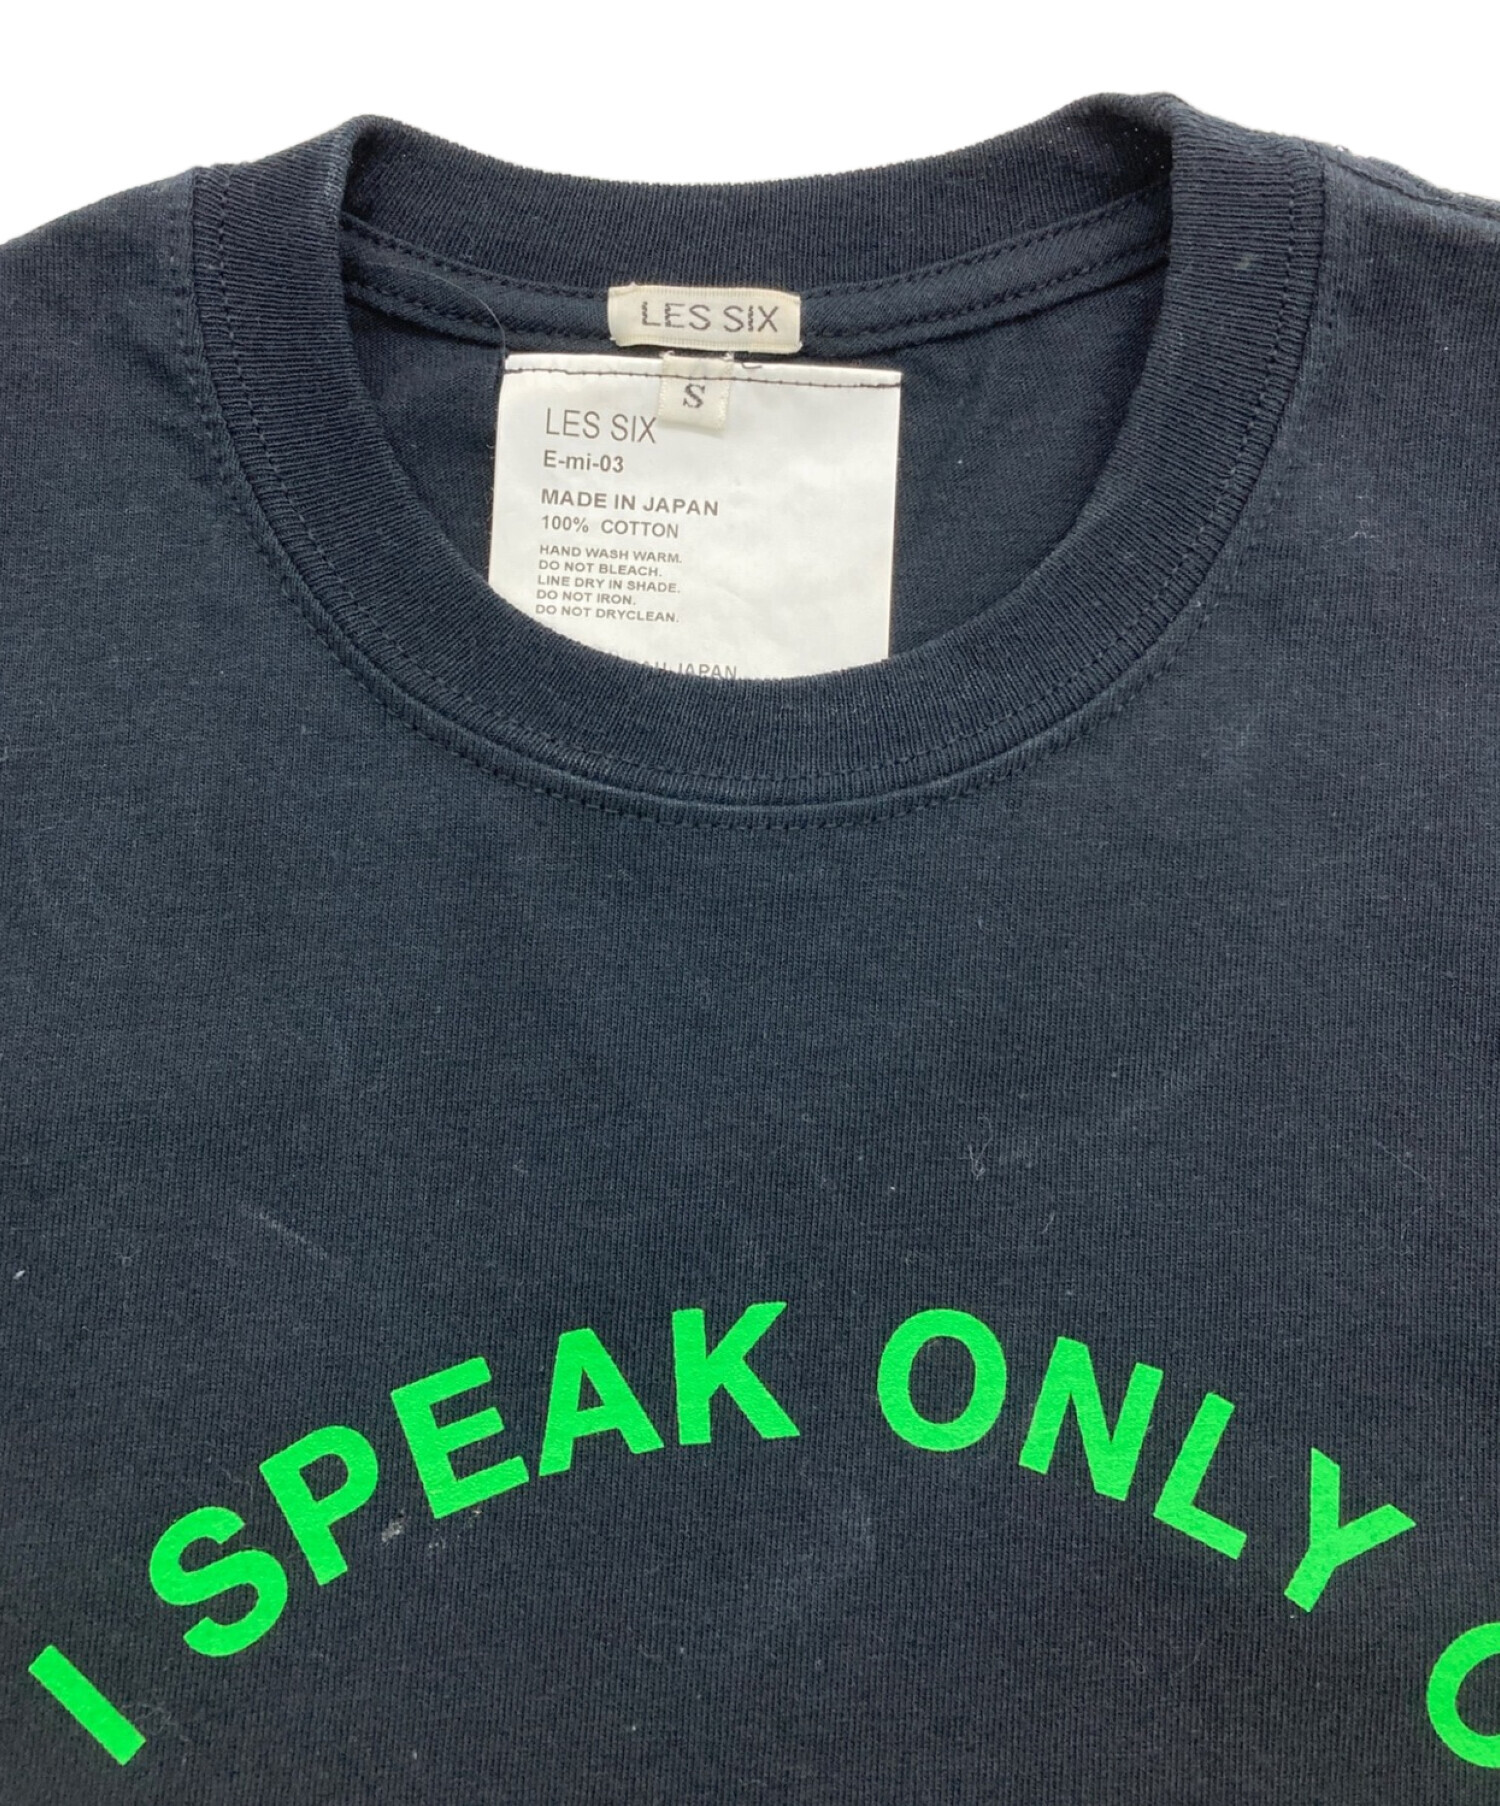 LES SIX
S
LES SIX
E-mi-03
MADE IN JAPAN
100% COTTON
HAND WASH WARM.
DO NOT BLEACH.
LINE DRY IN SHADE.
DO NOT IRON.
DO NOT DRYCLEAN.
JAPAN
I SPEAK ONLY